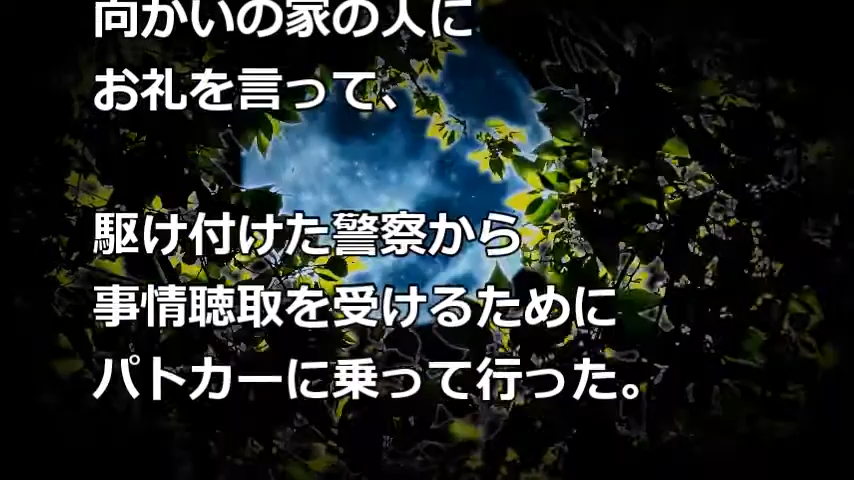 向かいの家の人に
お礼を言って、
駆け付けた警察から
事情聴取を受けるために
パトカーに乗って行った。